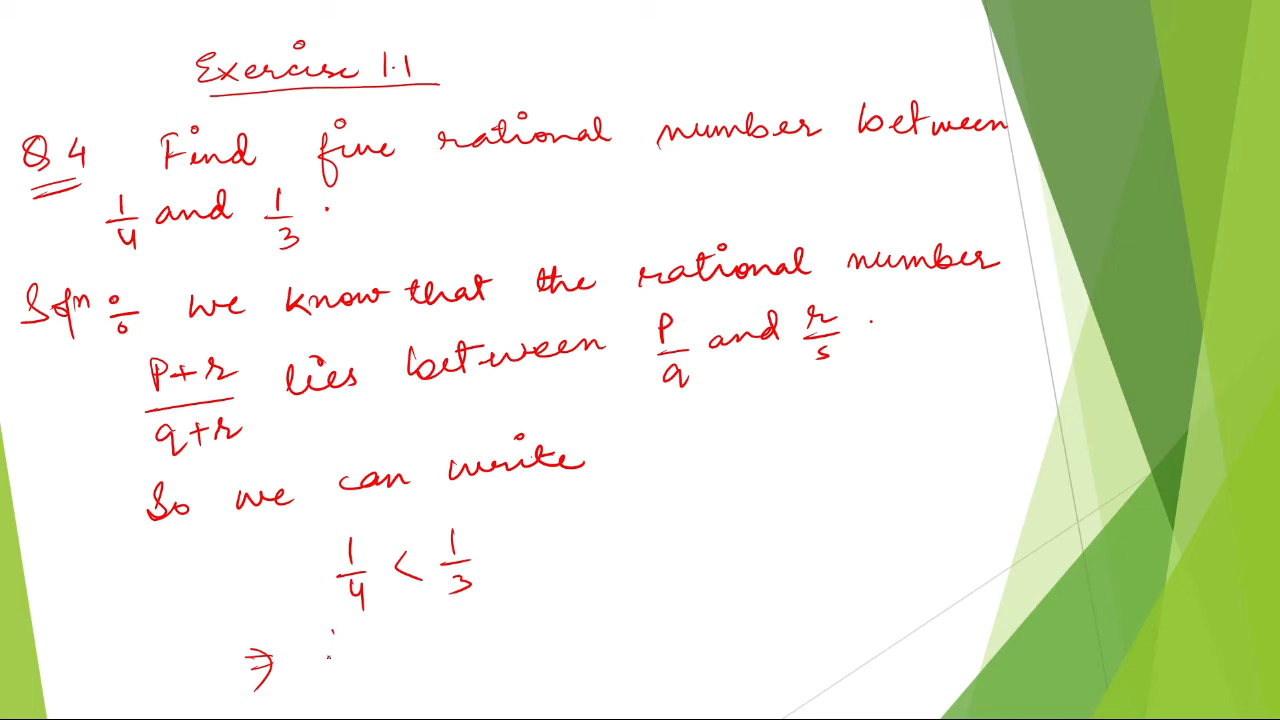 Exercise 1.1
Q 4 Find five rational number between
1/4 and 1/3 .
Solⁿ : we know that the rational number
p+r/q+r lies between p/q and r/s .
So we can write
1/4 < 1/3
⇒